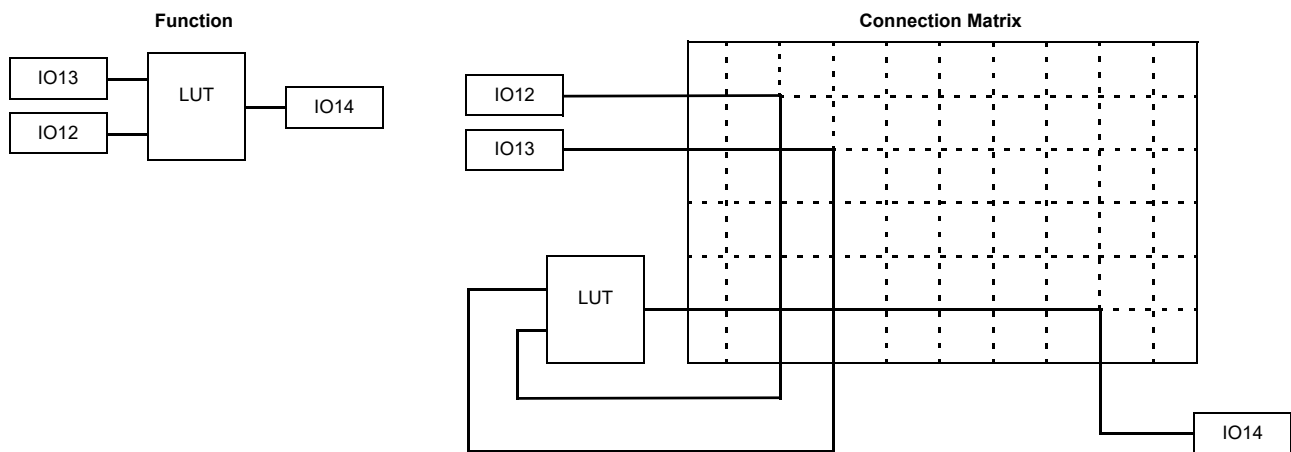 Function
IO13
LUT
IO14
IO12
Connection Matrix
IO12
IO13
LUT
IO14